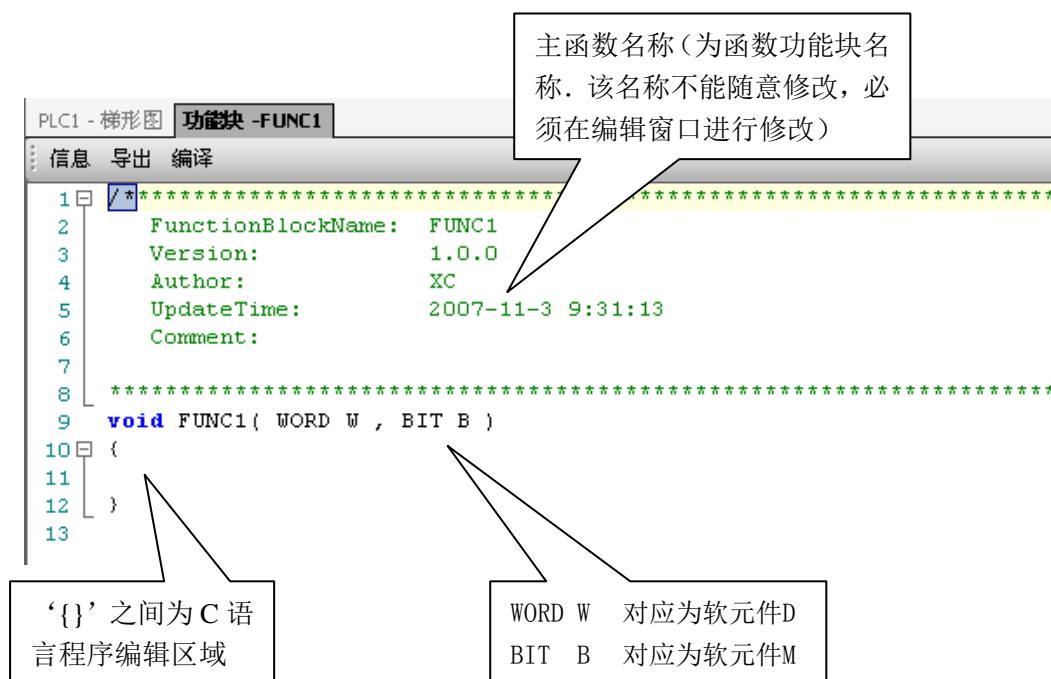 主函数名称（为函数功能块名
称．该名称不能随意修改，必
须在编辑窗口进行修改）
PLC1 - 梯形图 功能块 -FUNC1
信息 导出 编译
1 /*******************************************************************
2 FunctionBlockName: FUNC1
3 Version: 1.0.0
4 Author: XC
5 UpdateTime: 2007-11-3 9:31:13
6 Comment:
7
8 *******************************************************************
9 void FUNC1( WORD W , BIT B )
10 {
11
12 }
13
‘{}’之间为 C 语
言程序编辑区域
WORD W 对应为软元件D
BIT B 对应为软元件M